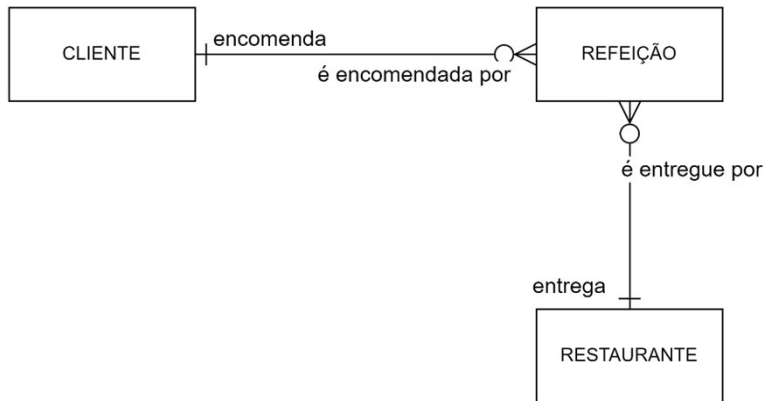 CLIENTE
encomenda
é encomendada por
REFEIÇÃO
é entregue por
entrega
RESTAURANTE